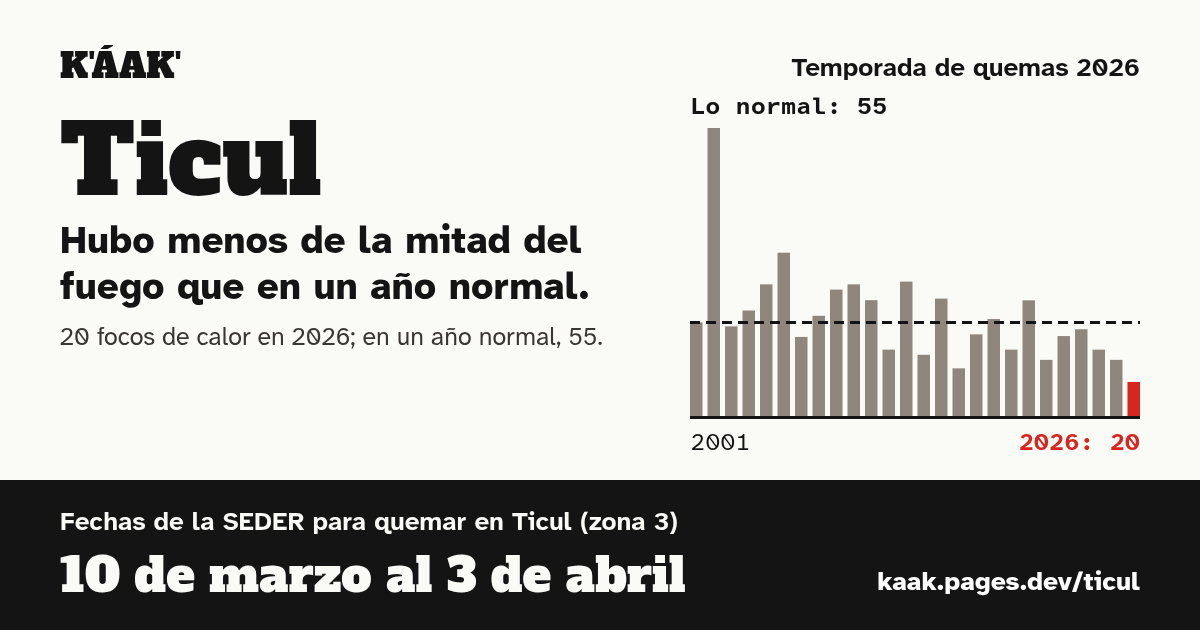 K'ÁAK'
Ticul
Hubo menos de la mitad del
fuego que en un año normal.
20 focos de calor en 2026; en un año normal, 55.
Temporada de quemas 2026
Lo normal: 55
2001
2026: 20
Fechas de la SEDER para quemar en Ticul (zona 3)
10 de marzo al 3 de abril
kaak.pages.dev/ticul